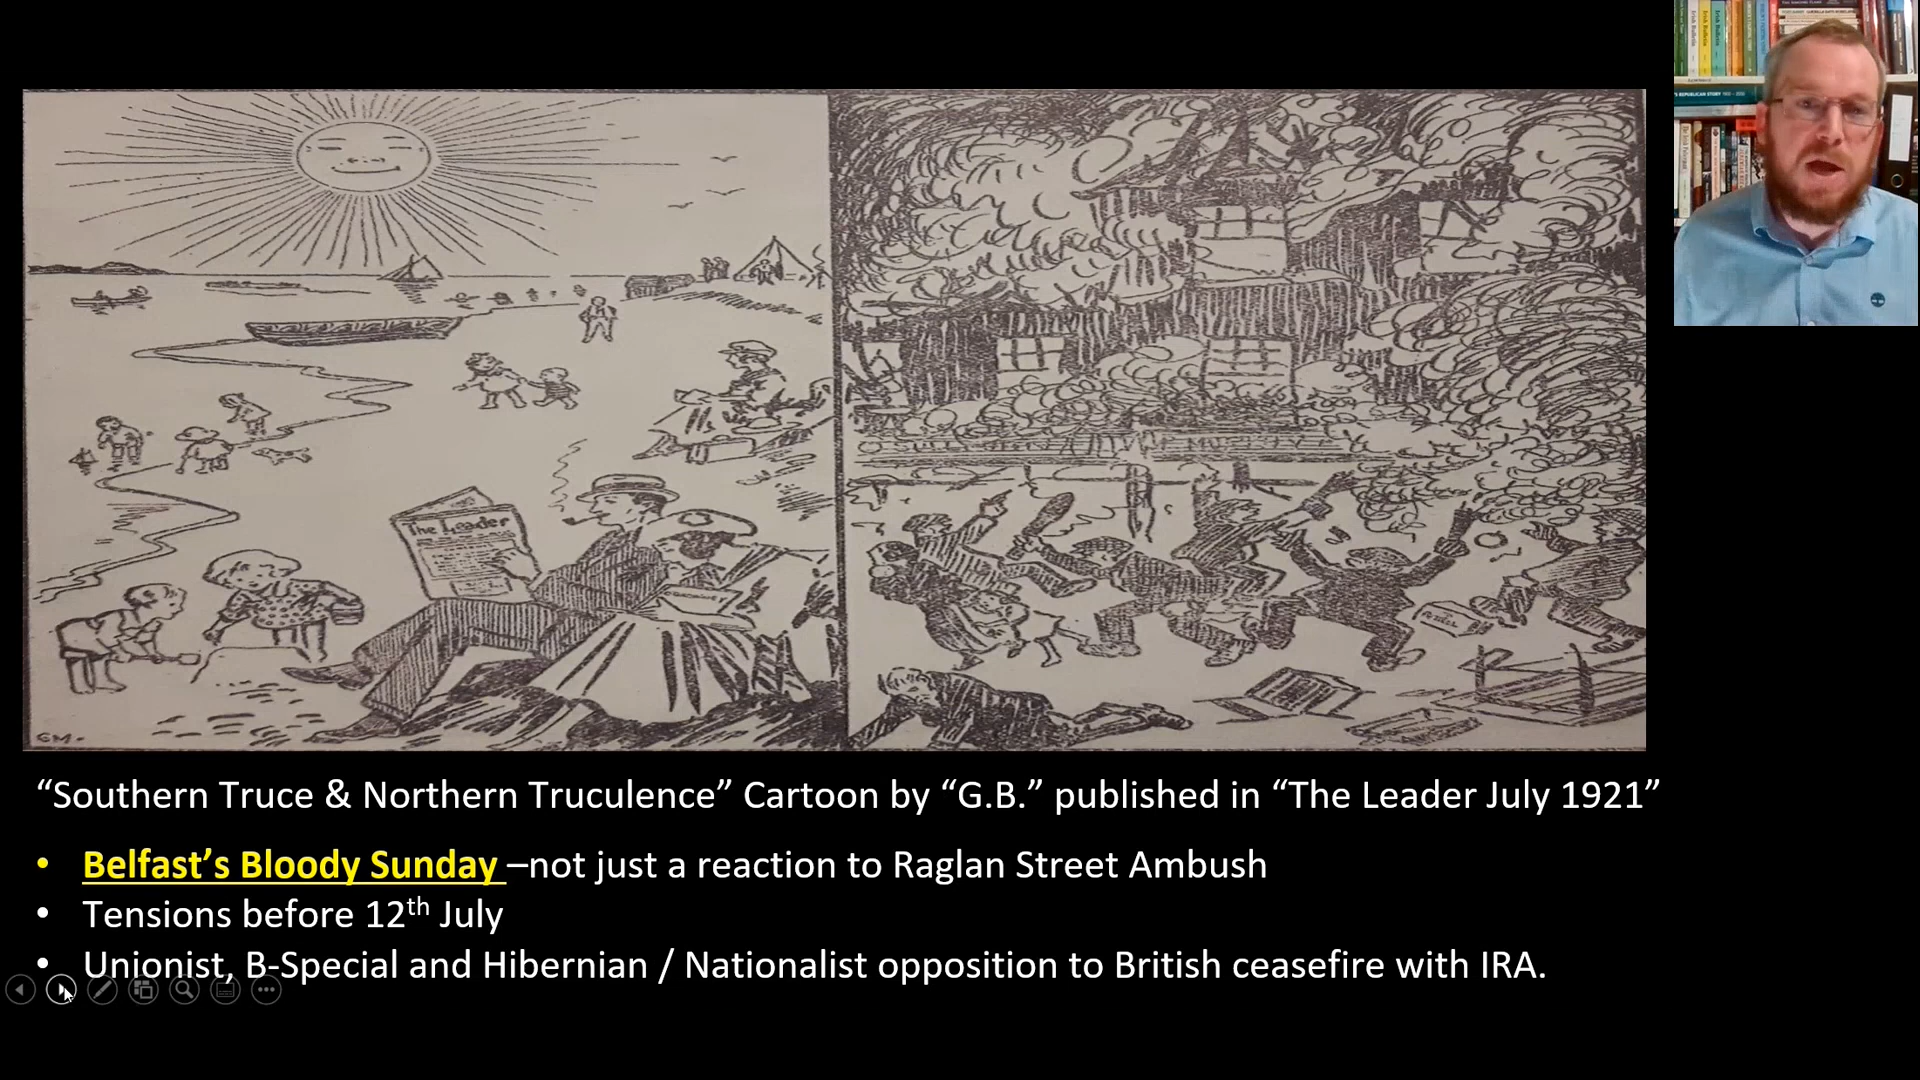 The Leader
G M.
“Southern Truce & Northern Truculence” Cartoon by “G.B.” published in “The Leader July 1921”
• Belfast’s Bloody Sunday –not just a reaction to Raglan Street Ambush
• Tensions before 12th July
• Unionist, B-Special and Hibernian / Nationalist opposition to British ceasefire with IRA.